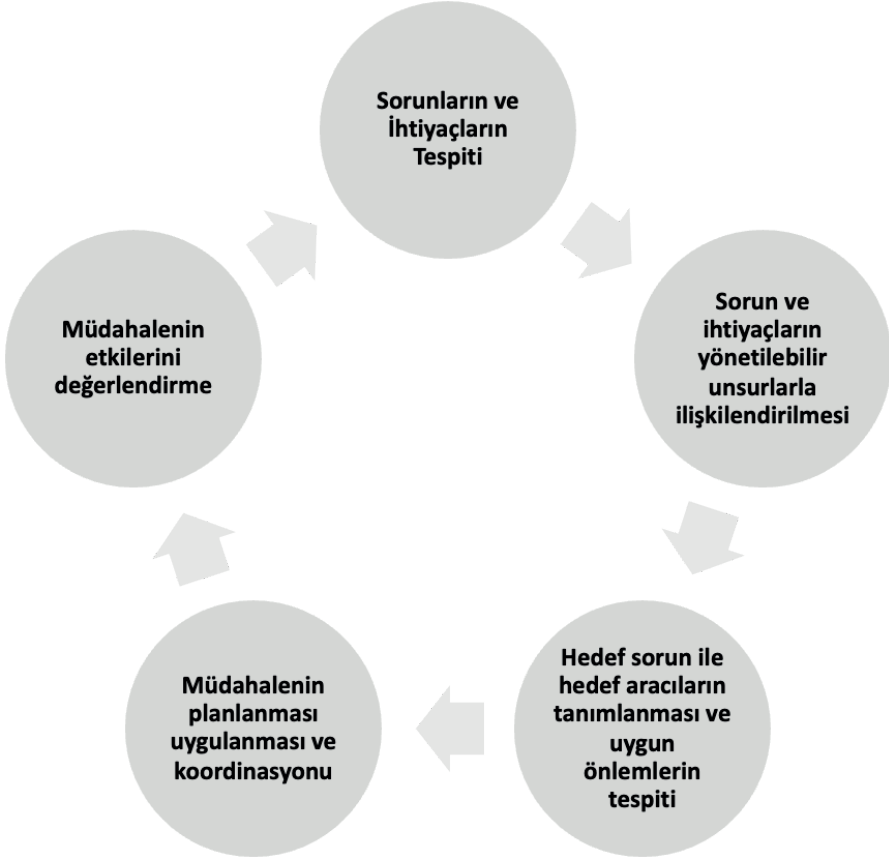 Sorunların ve
İhtiyaçların
Tespiti
Sorun ve
ihtiyaçların
yönetilebilir
unsurlarla
ilişkilendirilmesi
Hedef sorun ile
hedef aracıların
tanımlanması ve
uygun
önlemlerin
tespiti
Müdahalenin
planlanması
uygulanması ve
koordinasyonu
Müdahalenin
etkilerini
değerlendirme